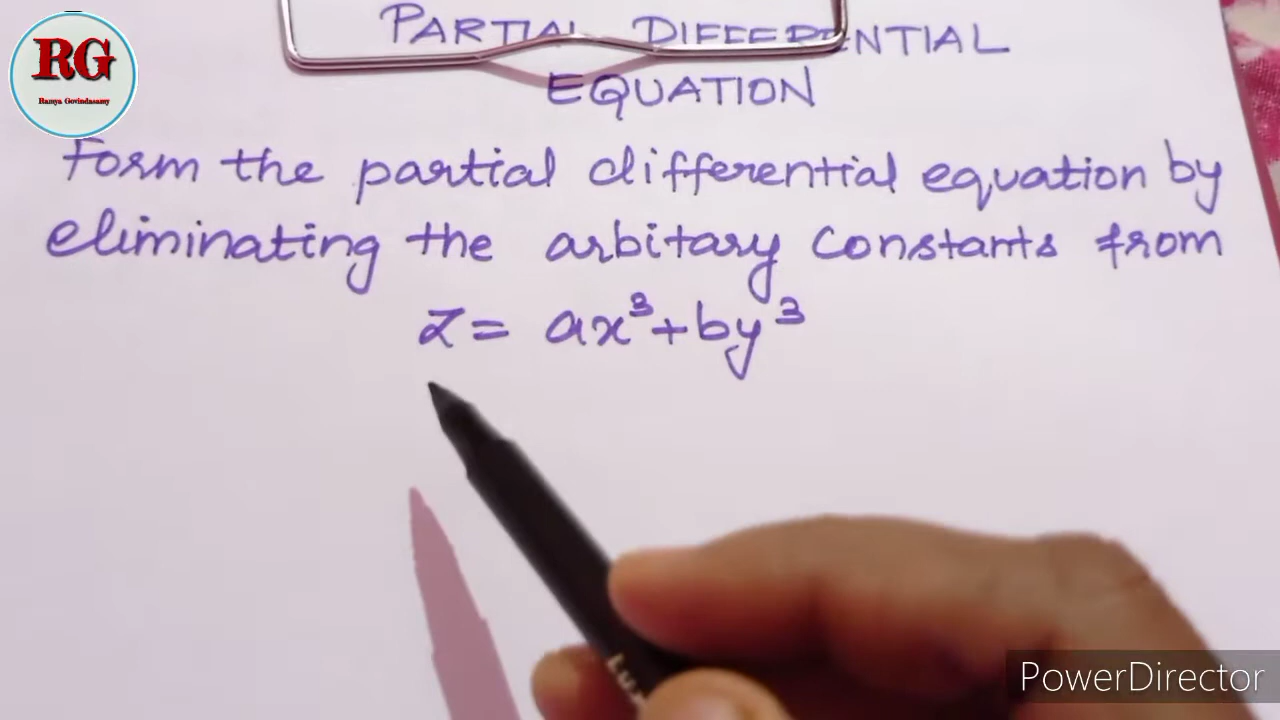 RG
Ramya Govindasamy
PARTIAL DIFFERENTIAL
EQUATION
Form the partial differential equation by
eliminating the arbitary constants from
z = ax³+by³
PowerDirector